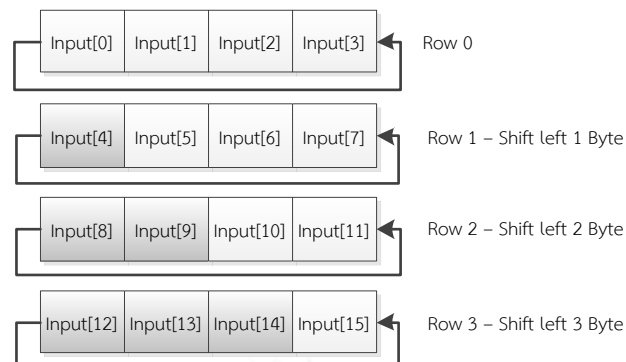 Input[0] Input[1] Input[2] Input[3] Row 0
Input[4] Input[5] Input[6] Input[7] Row 1 – Shift left 1 Byte
Input[8] Input[9] Input[10] Input[11] Row 2 – Shift left 2 Byte
Input[12] Input[13] Input[14] Input[15] Row 3 – Shift left 3 Byte